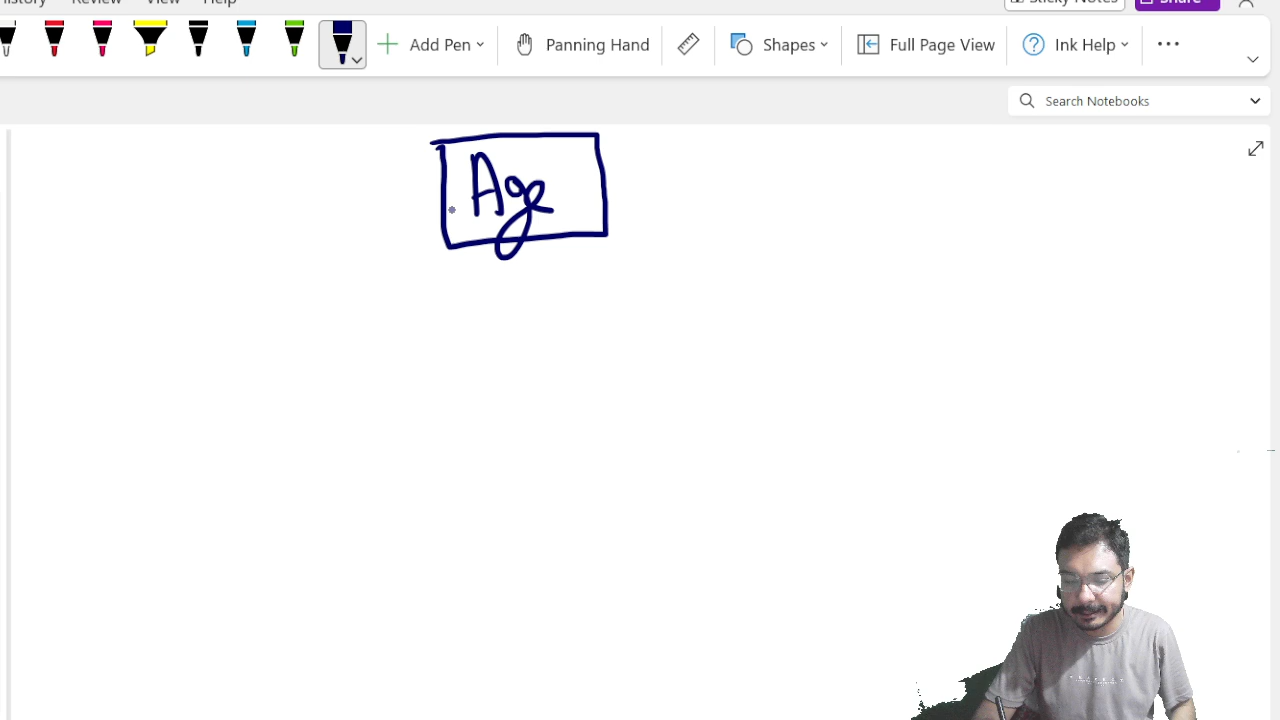 History Review View Help
Sticky Notes Share
Add Pen Panning Hand Shapes Full Page View Ink Help
Search Notebooks
Age